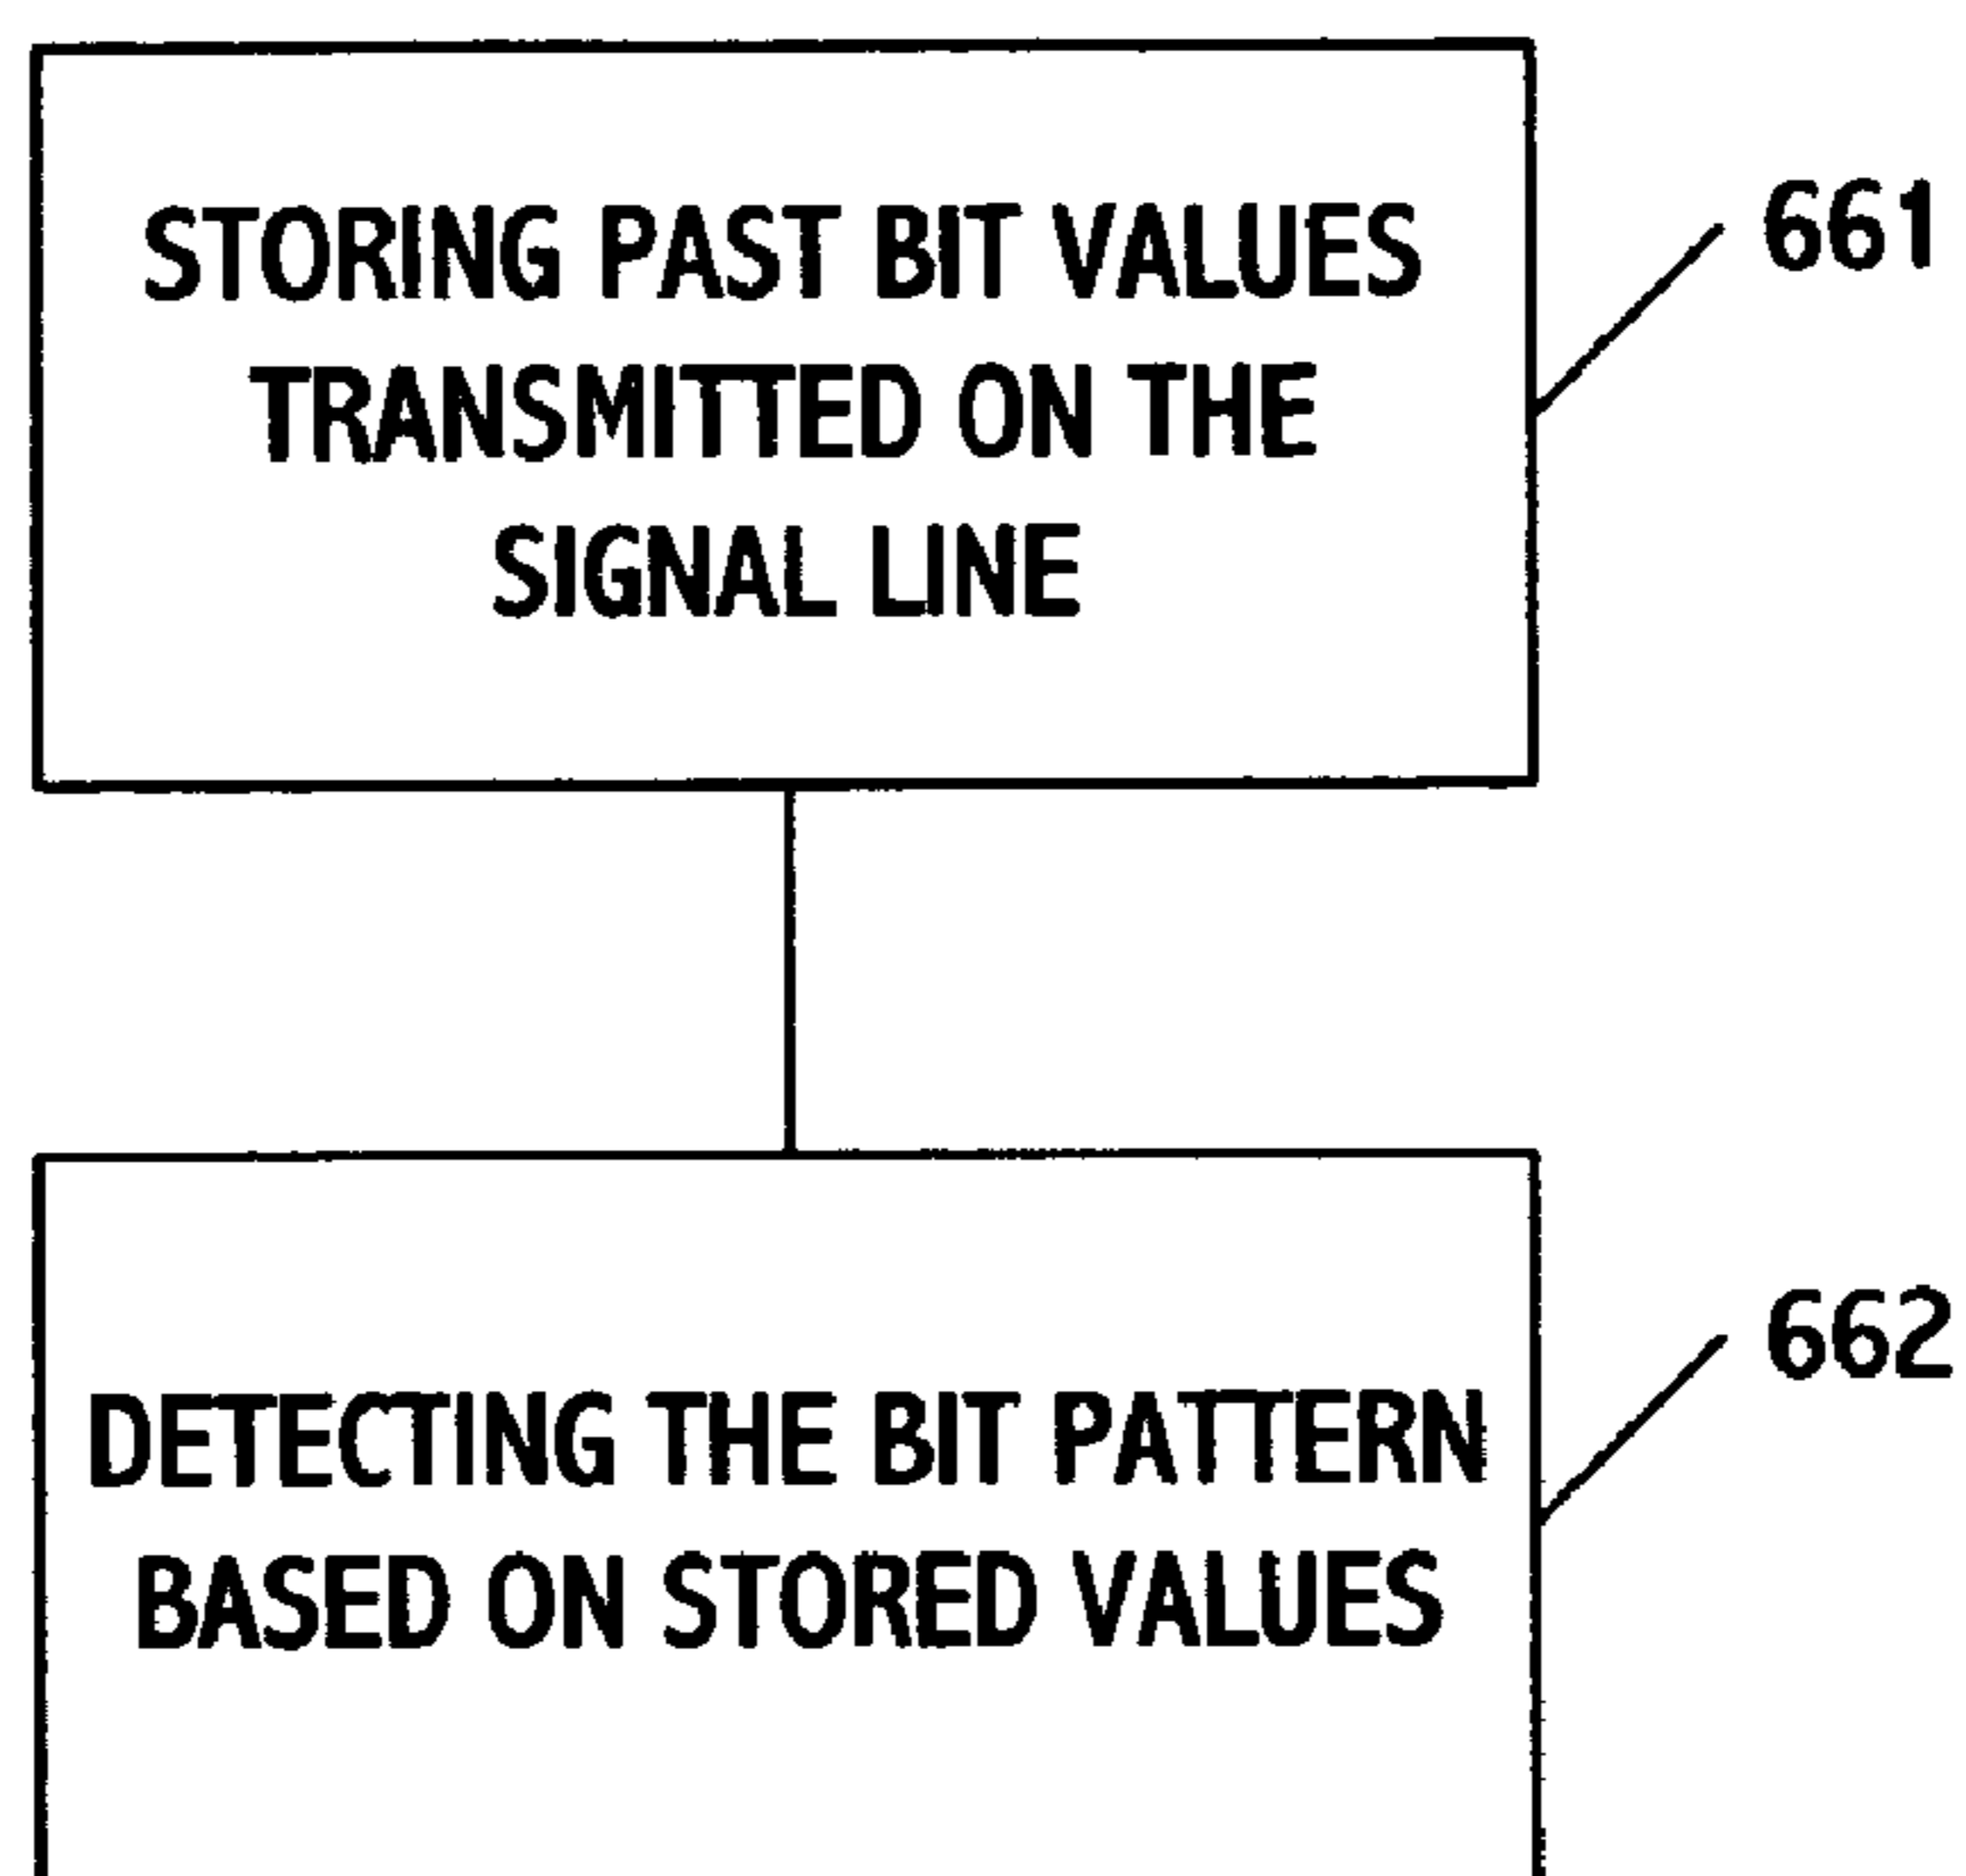 STORING PAST BIT VALUES
TRANSMITTED ON THE
SIGNAL LINE
661
DETECTING THE BIT PATTERN
BASED ON STORED VALUES
662